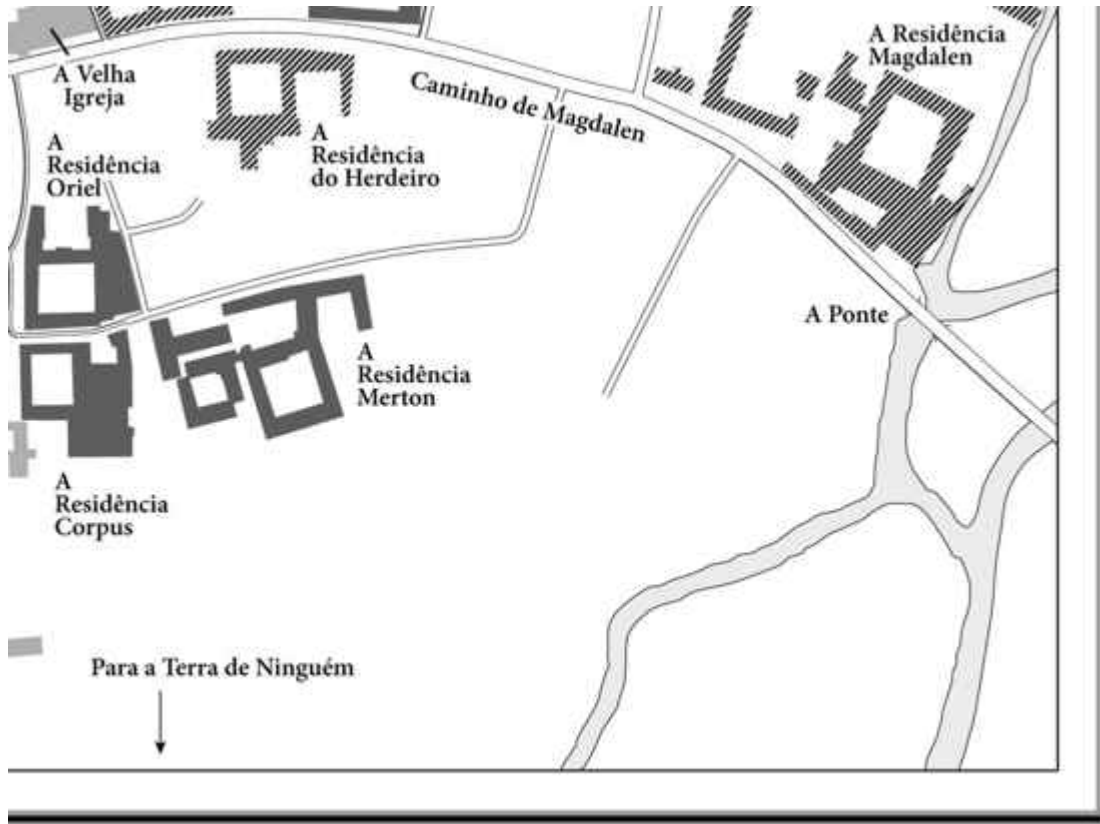 A Residência
Magdalen
A Velha
Igreja
Caminho de Magdalen
A
Residência
do Herdeiro
A
Residência
Oriel
A Ponte
A
Residência
Merton
A
Residência
Corpus
Para a Terra de Ninguém